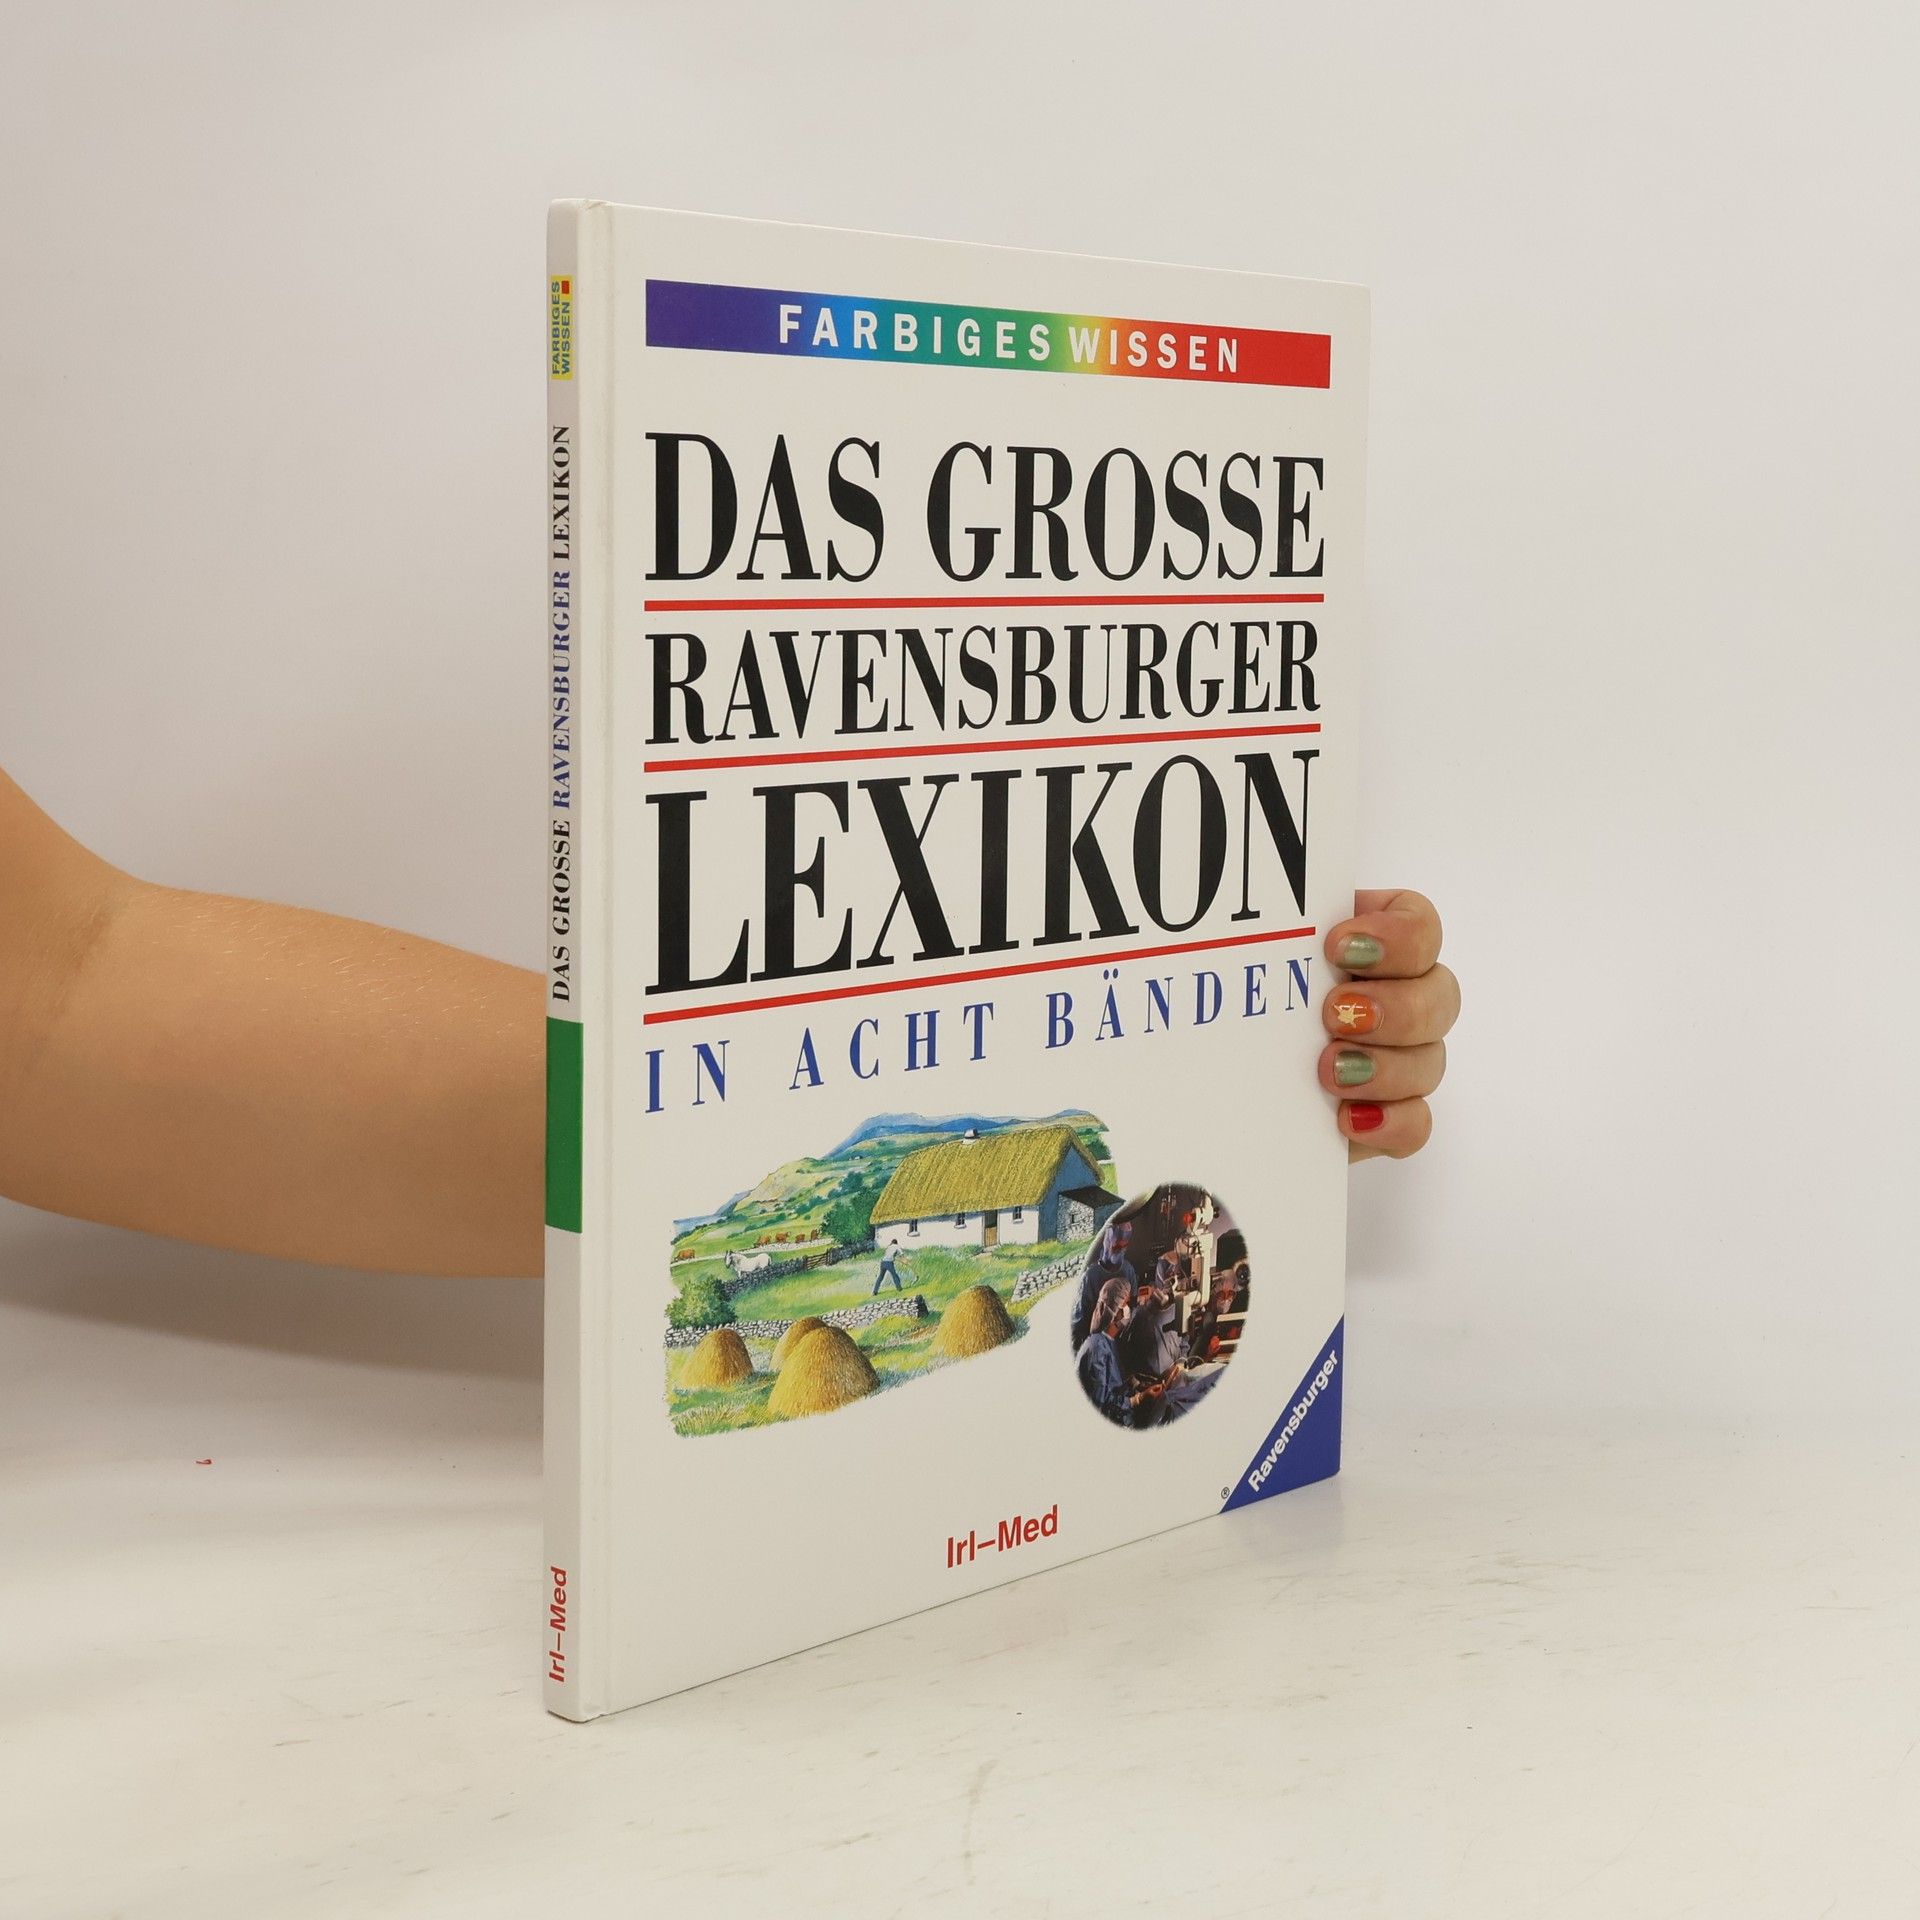 FARBIGES WISSEN
DAS GROSSE RAVENSBURGER LEXIKON
Irl–Med
FARBIGES WISSEN
DAS GROSSE
RAVENSBURGER
LEXIKON
IN ACHT BÄNDEN
Irl–Med
® Ravensburger